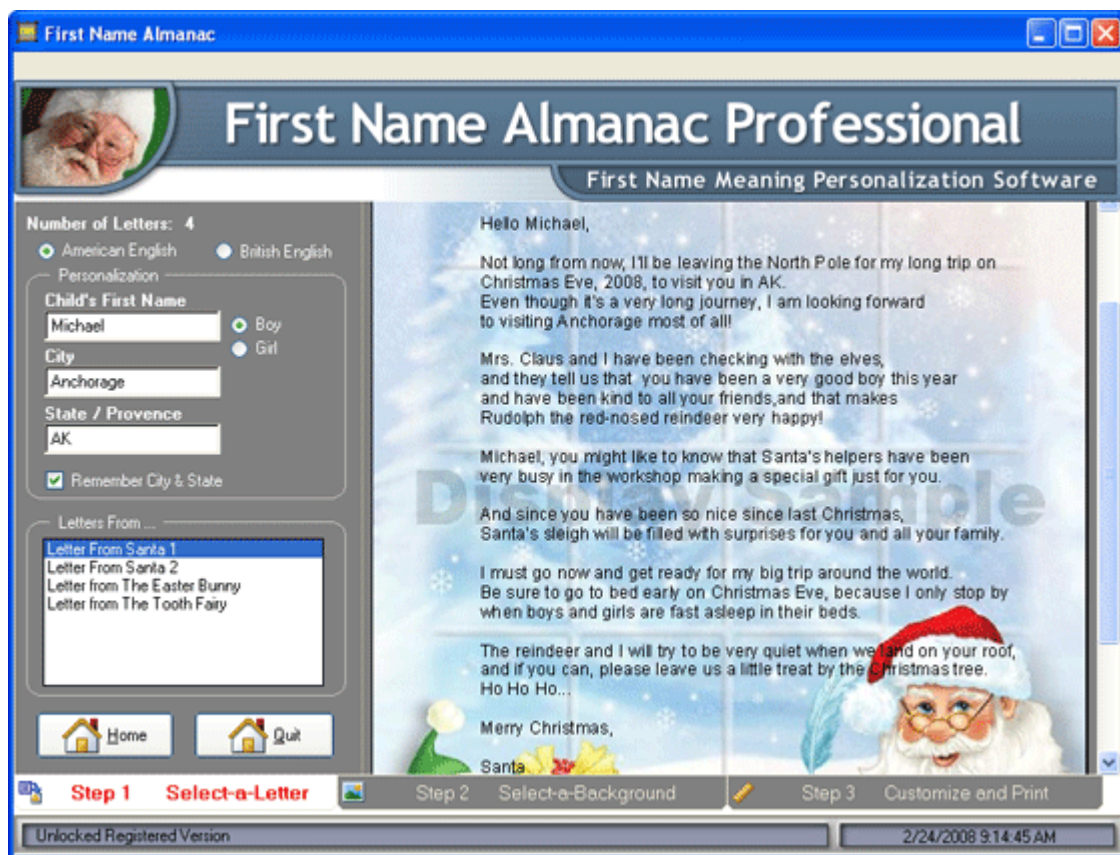 First Name Almanac
First Name Almanac Professional
First Name Meaning Personalization Software
Number of Letters: 4
American English
British English
Personalization
Child's First Name
Michael
Boy
Girl
City
Anchorage
State / Provence
AK
Remember City & State
Letters From ...
Letter From Santa 1
Letter From Santa 2
Letter from The Easter Bunny
Letter from The Tooth Fairy
Home
Quit
Hello Michael,
Not long from now, I'll be leaving the North Pole for my long trip on
Christmas Eve, 2008, to visit you in AK.
Even though it's a very long journey, I am looking forward
to visiting Anchorage most of all!
Mrs. Claus and I have been checking with the elves,
and they tell us that you have been a very good boy this year
and have been kind to all your friends,and that makes
Rudolph the red-nosed reindeer very happy!
Michael, you might like to know that Santa's helpers have been
very busy in the workshop making a special gift just for you.
Display Sample
And since you have been so nice since last Christmas,
Santa's sleigh will be filled with surprises for you and all your family.
I must go now and get ready for my big trip around the world.
Be sure to go to bed early on Christmas Eve, because I only stop by
when boys and girls are fast asleep in their beds.
The reindeer and I will try to be very quiet when we land on your roof,
and if you can, please leave us a little treat by the Christmas tree.
Ho Ho Ho...
Merry Christmas,
Santa
Step 1 Select-a-Letter
Step 2 Select-a-Background
Step 3 Customize and Print
Unlocked Registered Version
2/24/2008 9:14:45 AM